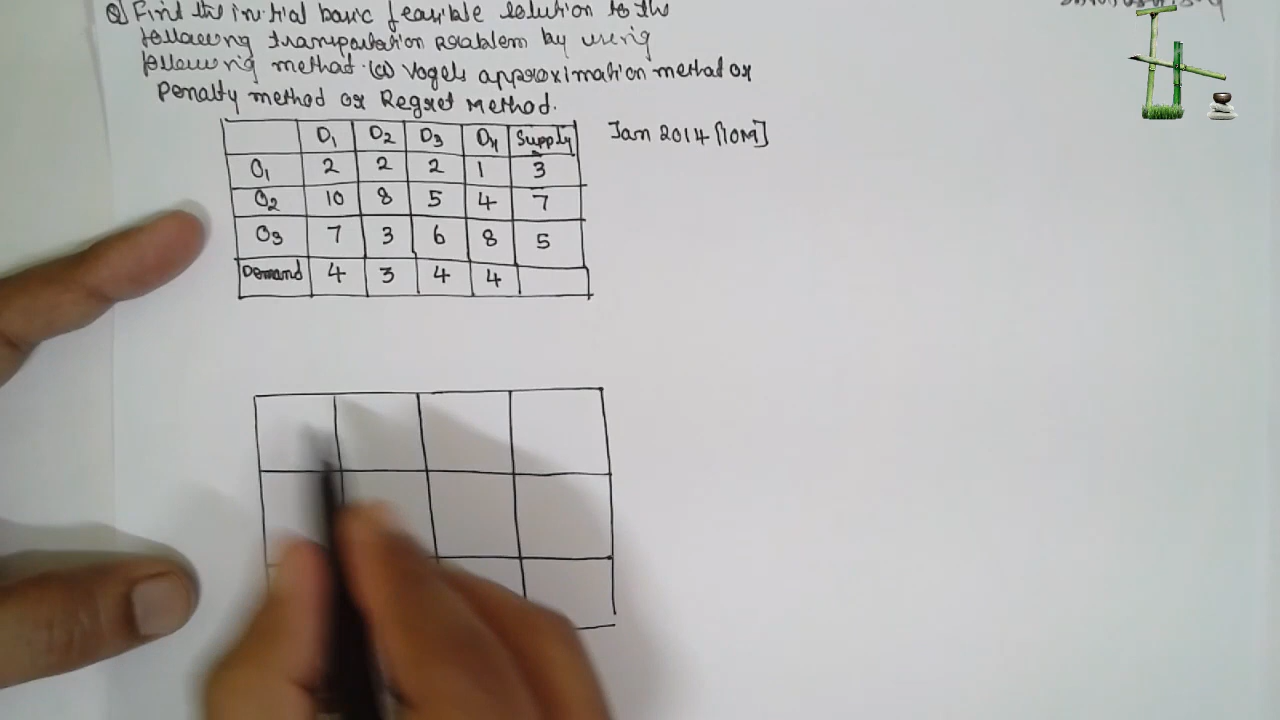 Q) Find the initial basic feasible solution to the
following transportation problem by using
following method. (a) Vogels approximation method or
Penalty method or Regret Method.
D1 D2 D3 D4 Supply
O1 2 2 2 1 3
O2 10 8 5 4 7
O3 7 3 6 8 5
Demand 4 3 4 4
Jan 2014 [10M]